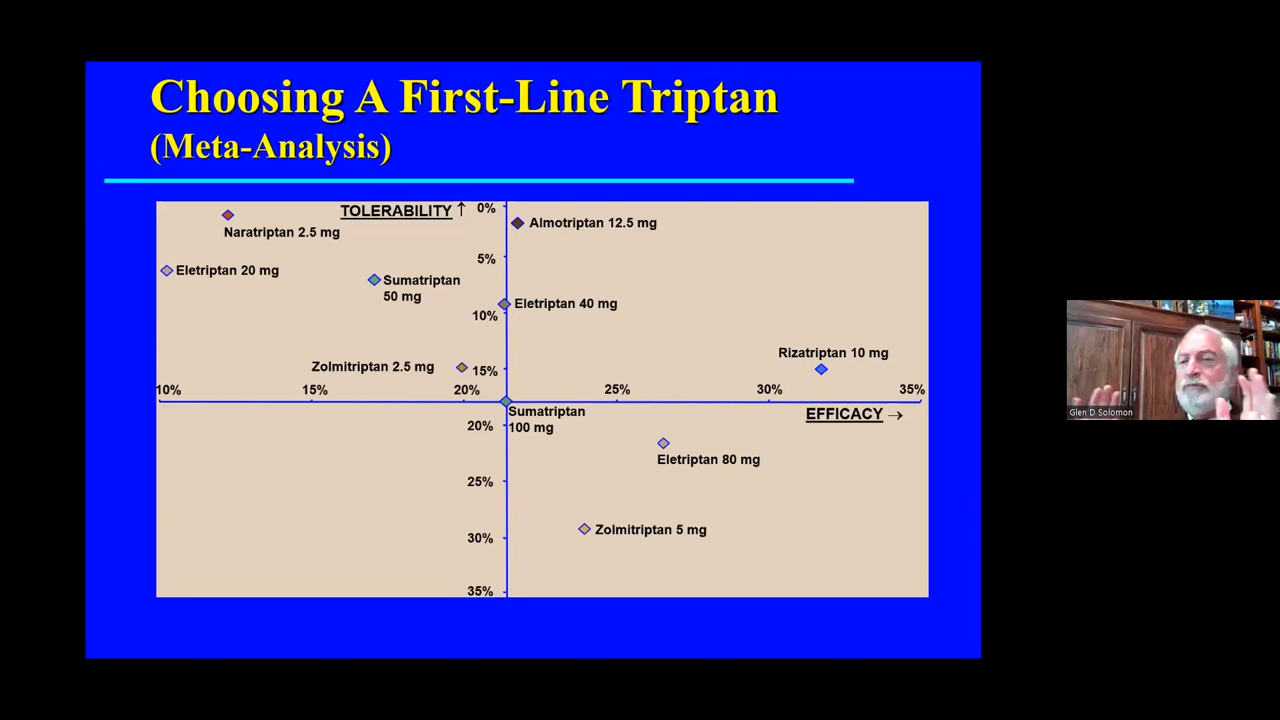 Choosing A First-Line Triptan
(Meta-Analysis)
TOLERABILITY ↑
0%
Almotriptan 12.5 mg
Naratriptan 2.5 mg
5%
Eletriptan 20 mg
Sumatriptan
50 mg
Eletriptan 40 mg
10%
Rizatriptan 10 mg
Zolmitriptan 2.5 mg
15%
10%
15%
20%
25%
30%
35%
Sumatriptan
100 mg
EFFICACY →
20%
Eletriptan 80 mg
25%
Zolmitriptan 5 mg
30%
35%
Glen D Solomon